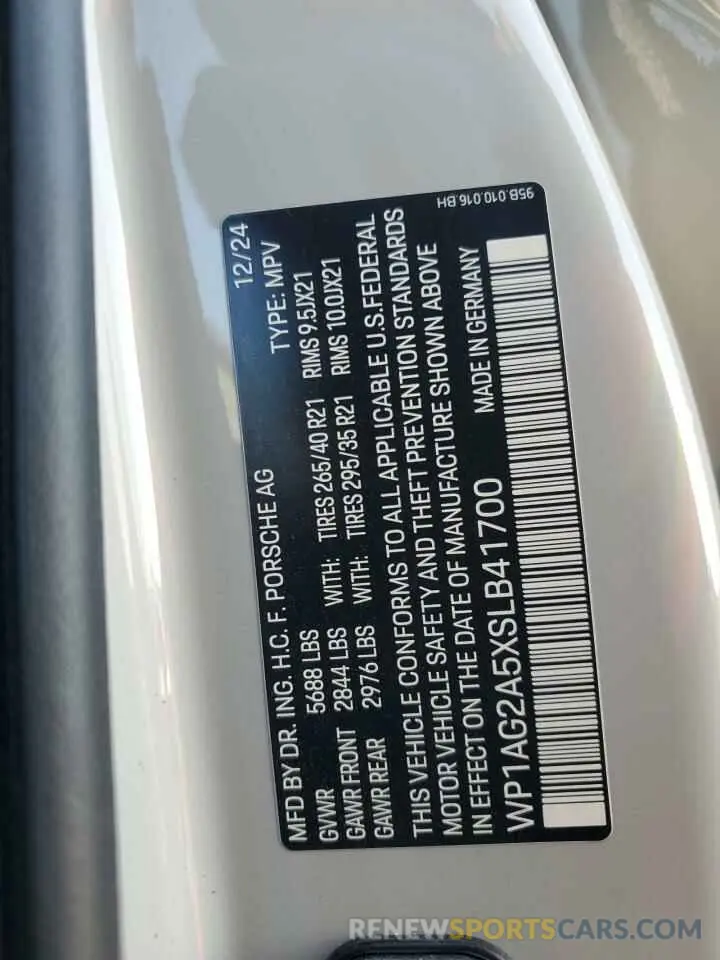 MFD BY DR. ING. H.C. F. PORSCHE AG 12/24
TYPE: MPV
GVWR 5688 LBS
GAWR FRONT 2844 LBS WITH: TIRES 265/40 R21 RIMS 9.5JX21
GAWR REAR 2976 LBS WITH: TIRES 295/35 R21 RIMS 10.0JX21
THIS VEHICLE CONFORMS TO ALL APPLICABLE U.S.FEDERAL
MOTOR VEHICLE SAFETY AND THEFT PREVENTION STANDARDS
IN EFFECT ON THE DATE OF MANUFACTURE SHOWN ABOVE
WP1AG2A5XSLB41700 MADE IN GERMANY
95B.010.016.BH
RENEWSPORTSCARS.COM